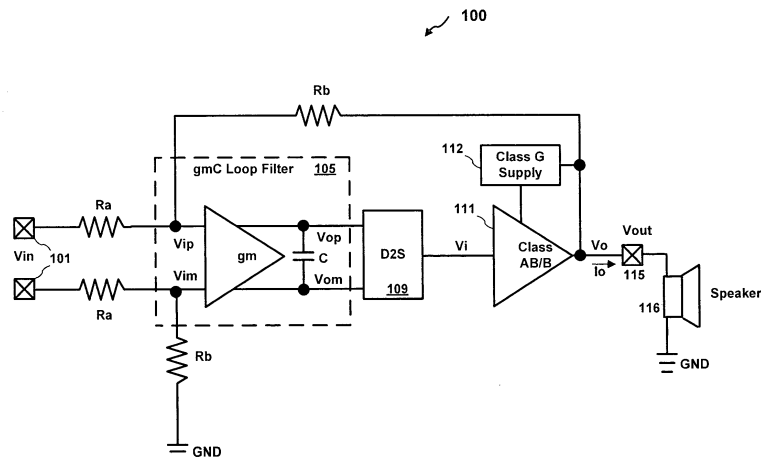 100
Rb
112
Class G
Supply
gmC Loop Filter 105
Ra
111
Vip
gm
Vop
C
Vin
101
Vim
Vom
D2S
109
Vi
Class
AB/B
Vo
Io
Vout
115
116
Speaker
Ra
Rb
GND
GND